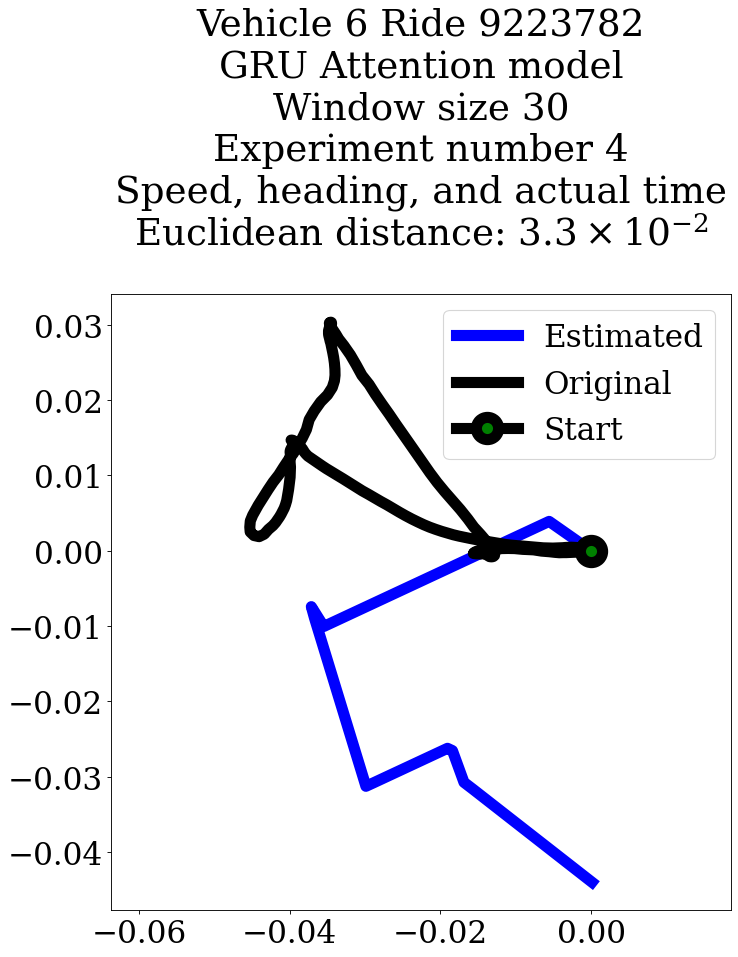 Vehicle 6 Ride 9223782
GRU Attention model
Window size 30
Experiment number 4
Speed, heading, and actual time
Euclidean distance: 3.3 × 10⁻²
Estimated
Original
Start
0.03
0.02
0.01
0.00
−0.01
−0.02
−0.03
−0.04
−0.06 −0.04 −0.02 0.00